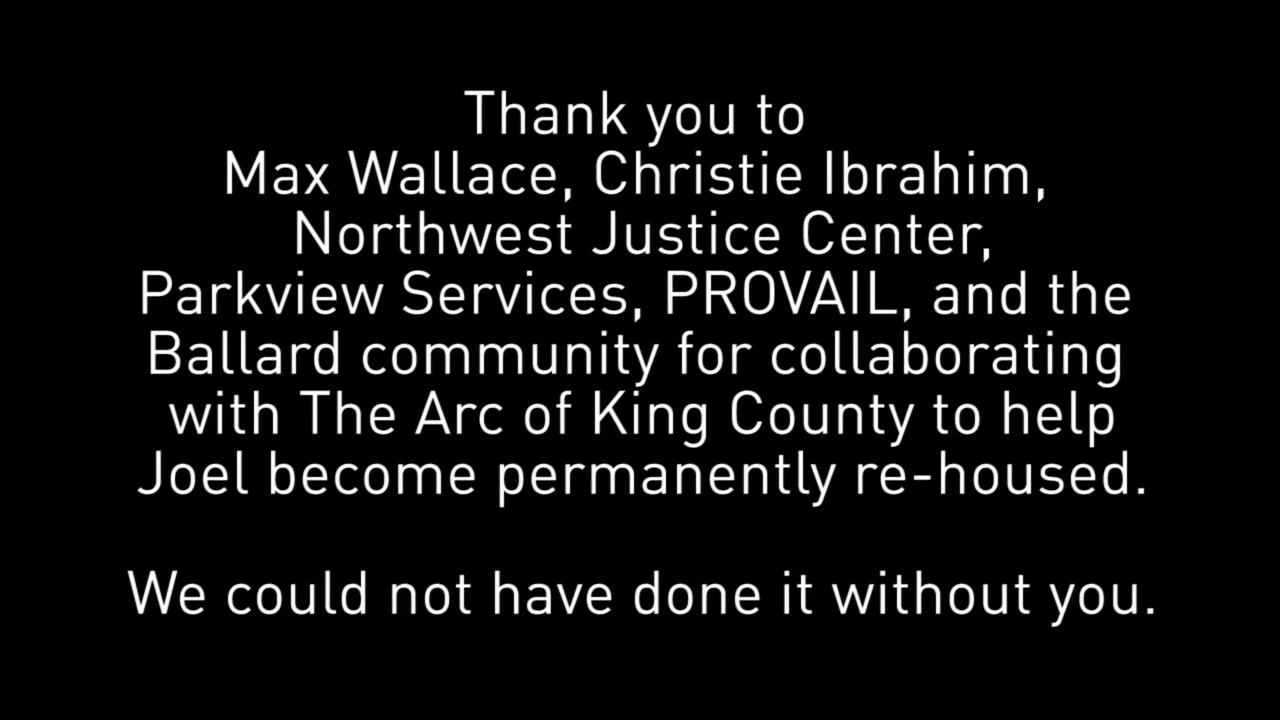 Thank you to
Max Wallace, Christie Ibrahim,
Northwest Justice Center,
Parkview Services, PROVAIL, and the
Ballard community for collaborating
with The Arc of King County to help
Joel become permanently re-housed.
We could not have done it without you.